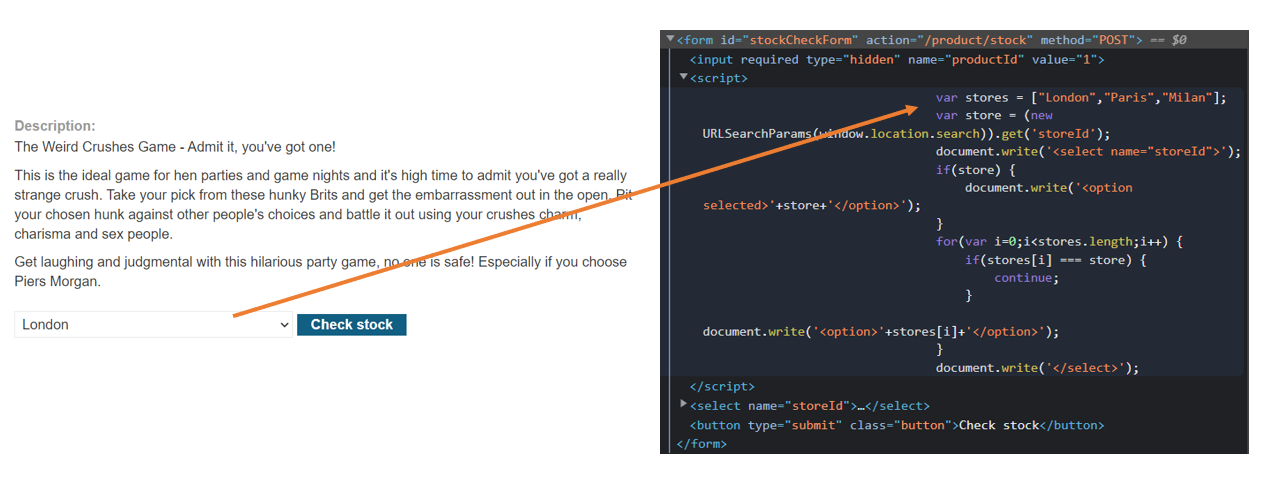 Description:
The Weird Crushes Game - Admit it, you've got one!
This is the ideal game for hen parties and game nights and it's high time to admit you've got a really
strange crush. Take your pick from these hunky Brits and get the embarrassment out in the open. Pit
your chosen hunk against other people's choices and battle it out using your crushes charm,
charisma and sex people.
Get laughing and judgmental with this hilarious party game, no one is safe! Especially if you choose
Piers Morgan.
London
Check stock
<form id="stockCheckForm" action="/product/stock" method="POST"> == $0
<input required type="hidden" name="productId" value="1">
<script>
var stores = ["London","Paris","Milan"];
var store = (new
URLSearchParams(window.location.search)).get('storeId');
document.write('<select name="storeId">');
if(store) {
document.write('<option
selected>'+store+'</option>');
}
for(var i=0;i<stores.length;i++) {
if(stores[i] === store) {
continue;
}
document.write('<option>'+stores[i]+'</option>');
}
document.write('</select>');
</script>
<select name="storeId">…</select>
<button type="submit" class="button">Check stock</button>
</form>